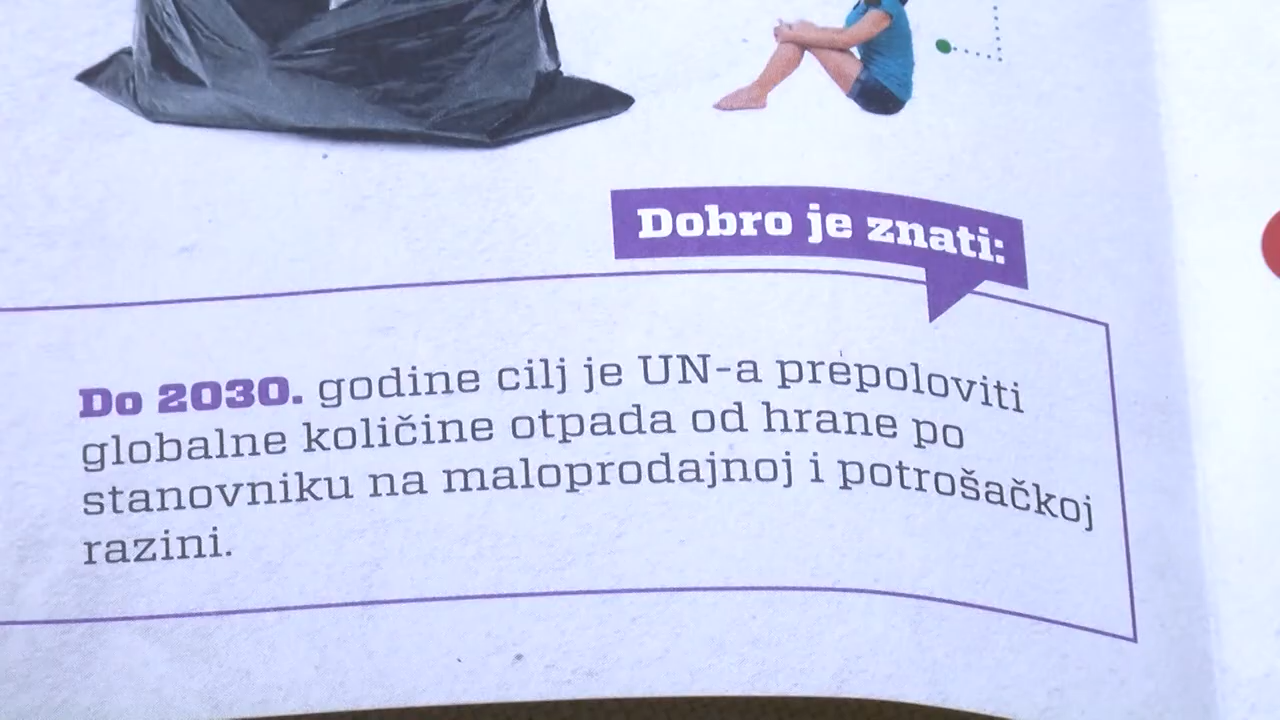 Dobro je znati:
Do 2030. godine cilj je UN-a prepoloviti
globalne količine otpada od hrane po
stanovniku na maloprodajnoj i potrošačkoj
razini.